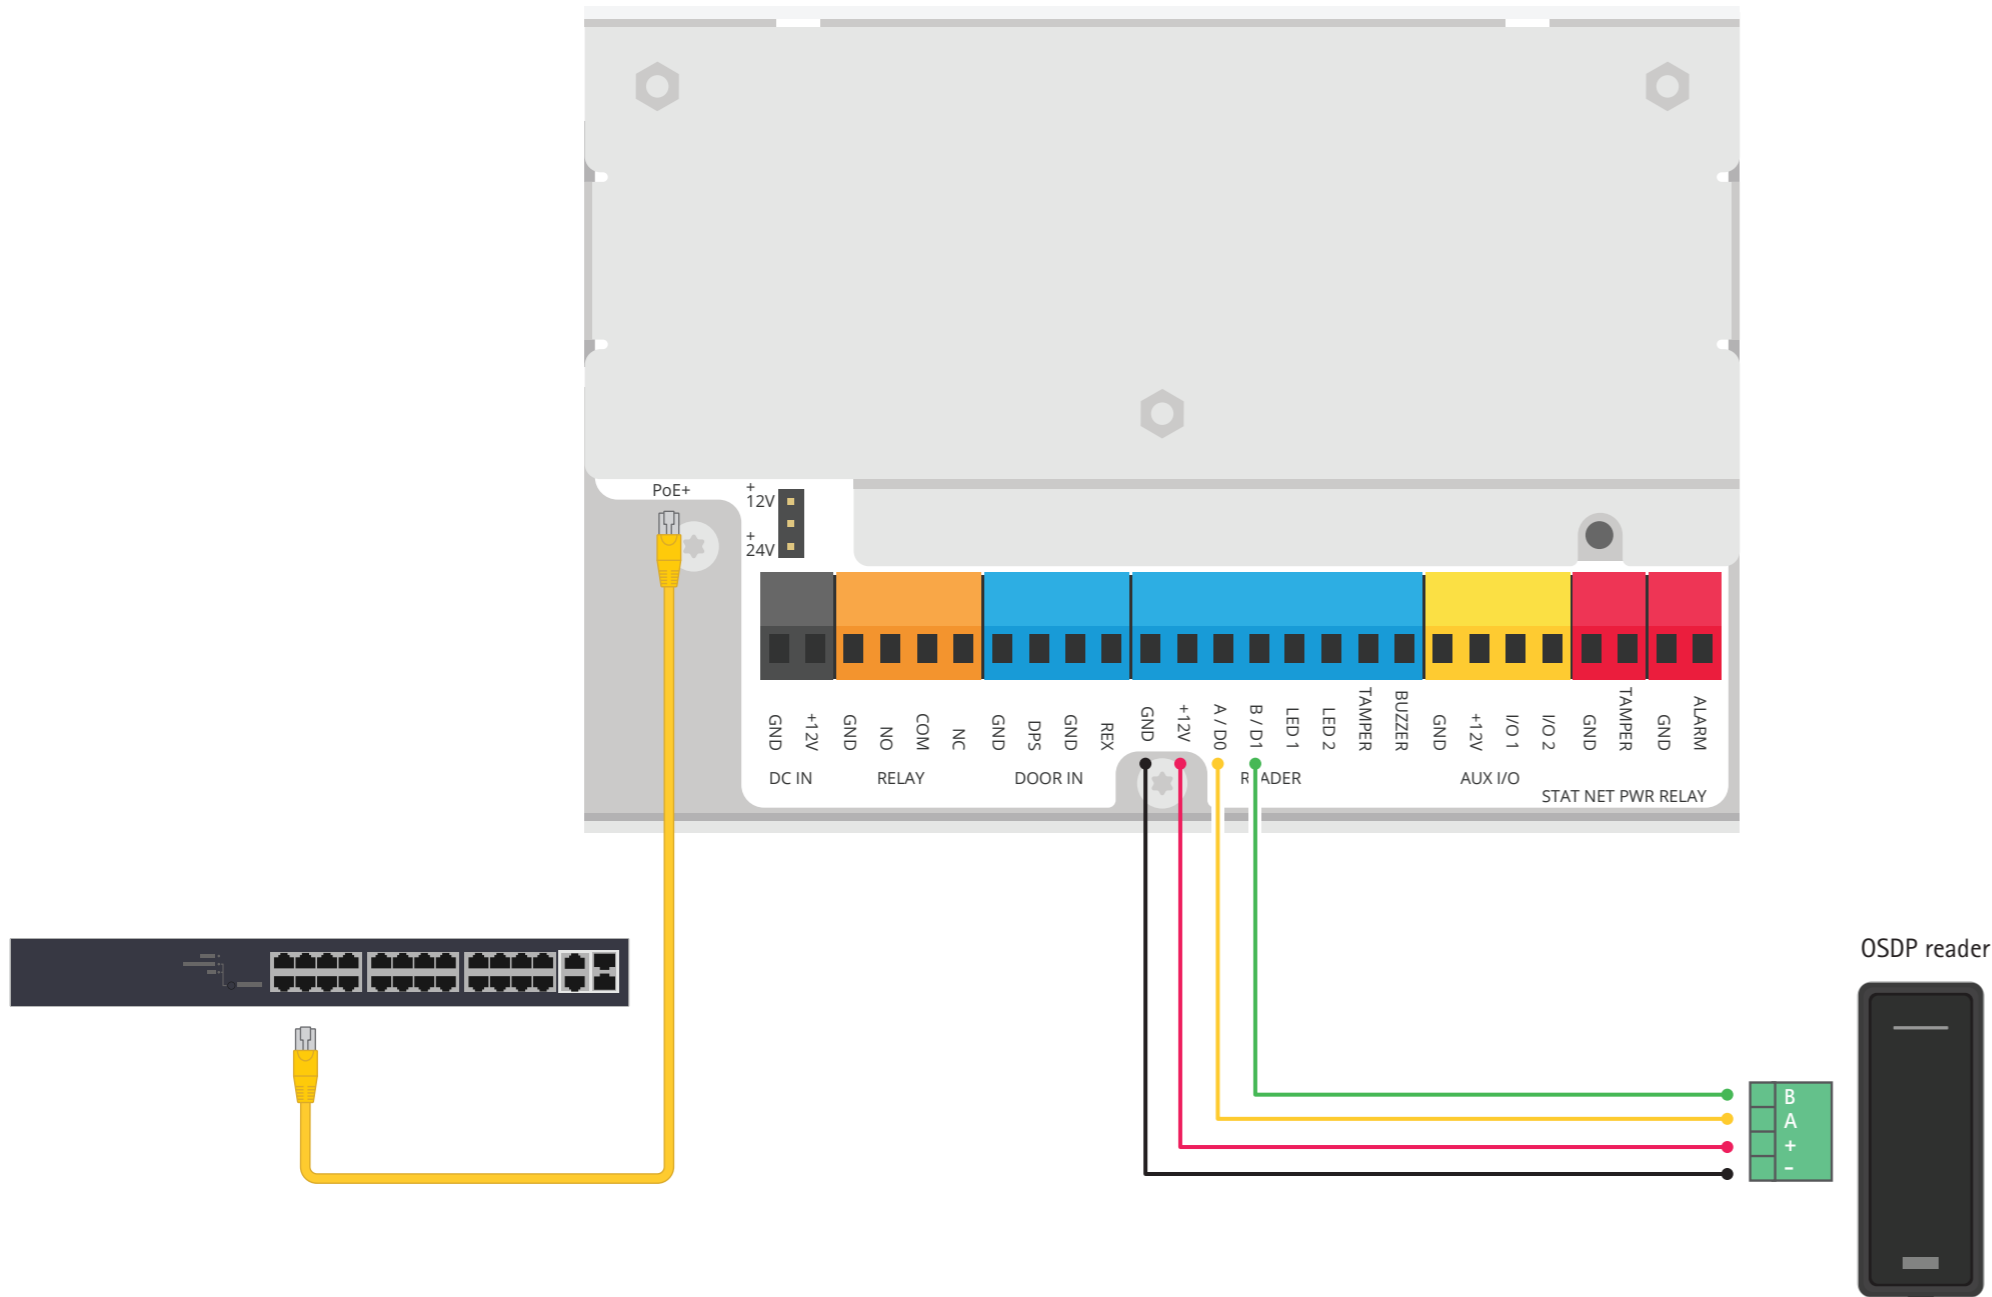 PoE+
+
12V
+
24V
GND
+12V
GND
NO
COM
NC
GND
DPS
GND
REX
GND
+12V
A / D0
B / D1
LED 1
LED 2
TAMPER
BUZZER
GND
+12V
I/O 1
I/O 2
GND
TAMPER
GND
ALARM
DC IN
RELAY
DOOR IN
READER
AUX I/O
STAT NET PWR RELAY
OSDP reader
B
A
+
-